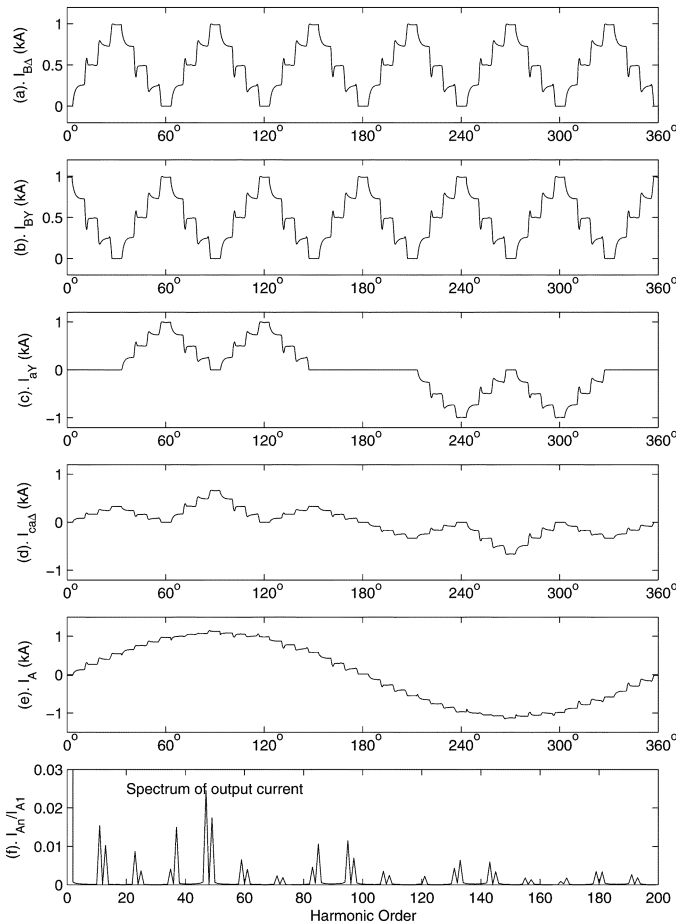 1
0.5
0
(a). I_BΔ (kA)
0° 60° 120° 180° 240° 300° 360°
1
0.5
0
(b). I_BY (kA)
0° 60° 120° 180° 240° 300° 360°
1
0
−1
(c). I_aY (kA)
0° 60° 120° 180° 240° 300° 360°
1
0
−1
(d). I_caΔ (kA)
0° 60° 120° 180° 240° 300° 360°
1
0
−1
(e). I_A (kA)
0° 60° 120° 180° 240° 300° 360°
0.03
0.02
0.01
0
(f). I_An/I_A1
Spectrum of output current
0 20 40 60 80 100 120 140 160 180 200
Harmonic Order